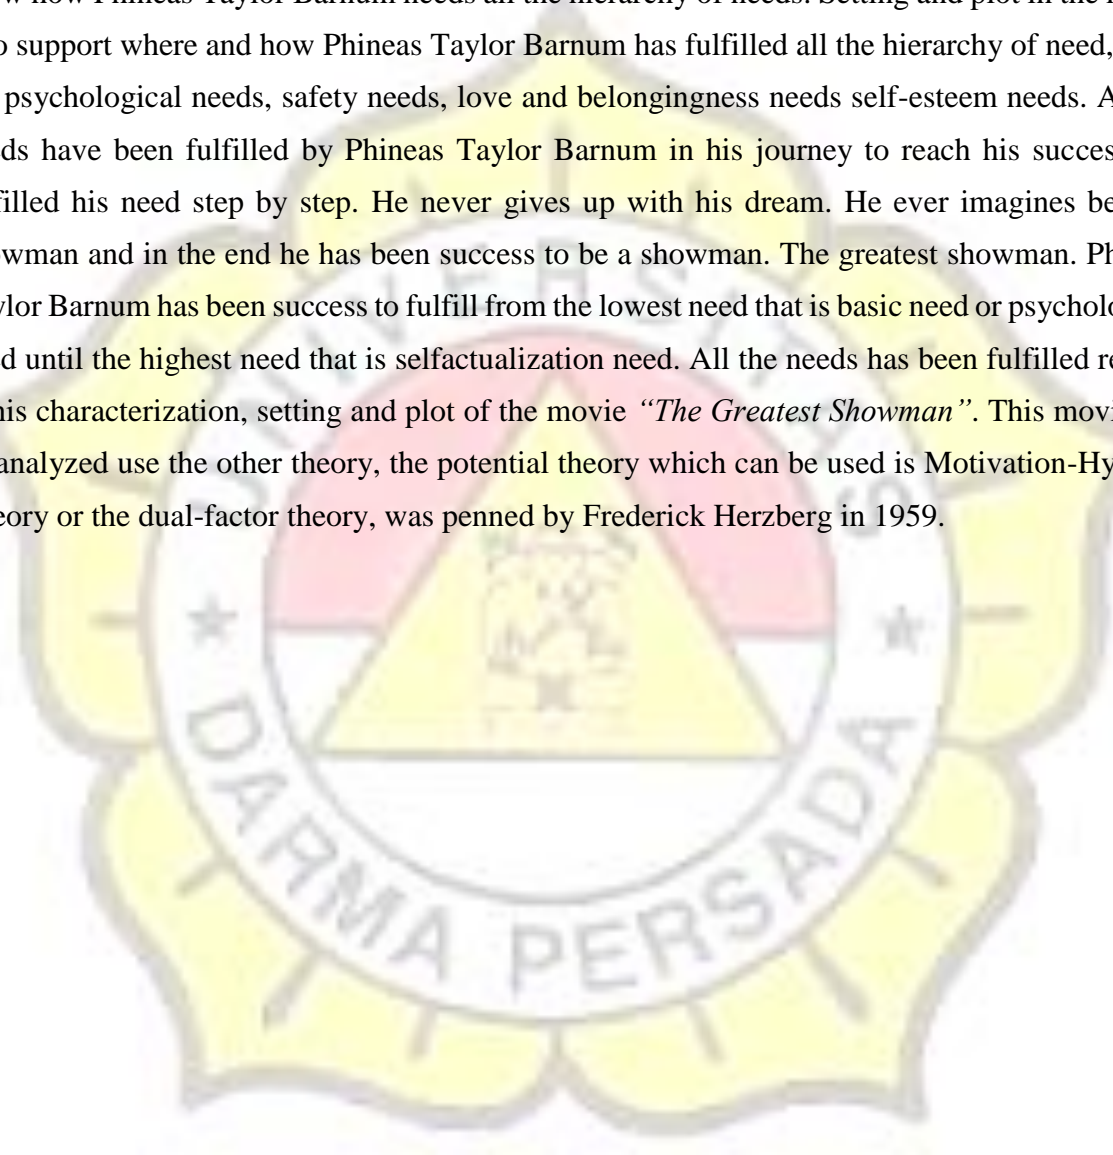 how Phineas Taylor Barnum needs all the hierarchy of needs. Setting and plot in the
to support where and how Phineas Taylor Barnum has fulfilled all the hierarchy of need,
psychological needs, safety needs, love and belongingness needs self-esteem needs. A
ds have been fulfilled by Phineas Taylor Barnum in his journey to reach his succes
filled his need step by step. He never gives up with his dream. He ever imagines be
owman and in the end he has been success to be a showman. The greatest showman. Ph
ylor Barnum has been success to fulfill from the lowest need that is basic need or psycholo
ed until the highest need that is selfactualization need. All the needs has been fulfilled re
his characterization, setting and plot of the movie “The Greatest Showman”. This movi
analyzed use the other theory, the potential theory which can be used is Motivation-Hy
eory or the dual-factor theory, was penned by Frederick Herzberg in 1959.
UNIVERSITAS
DARMA PERSADA